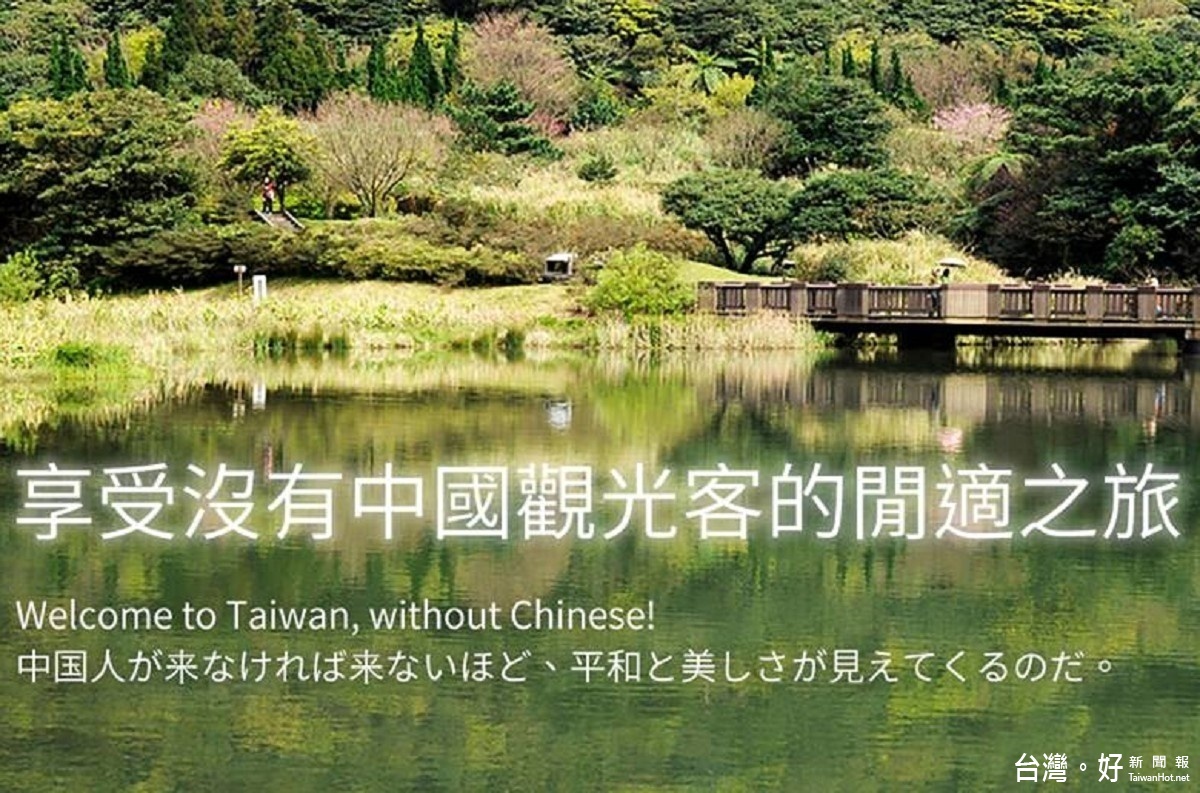 享受沒有中國觀光客的閒適之旅
Welcome to Taiwan, without Chinese!
中国人が来なければ来ないほど、平和と美しさが見えてくるのだ。
台灣。好 新聞報
TaiwanHot.net